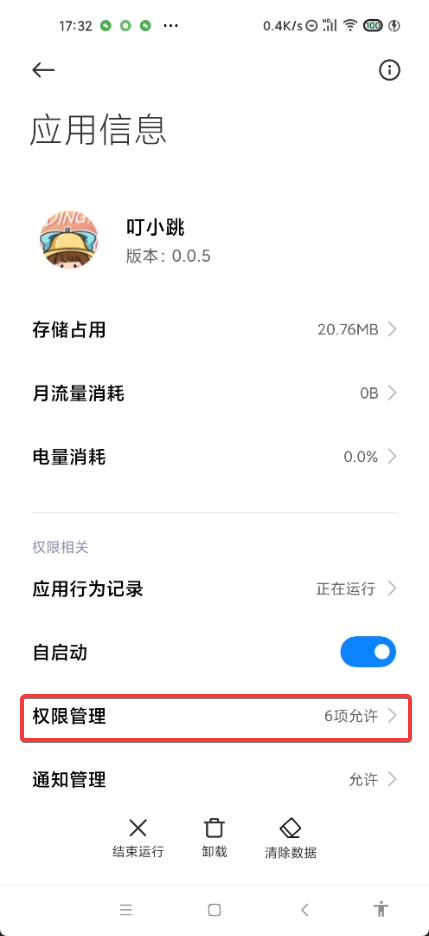 17:32 ··· 0.4K/s HD 100
应用信息
DING
叮小跳
版本：0.0.5
存储占用 20.76MB
月流量消耗 0B
电量消耗 0.0%
权限相关
应用行为记录 正在运行
自启动
权限管理 6项允许
通知管理 允许
结束运行 卸载 清除数据